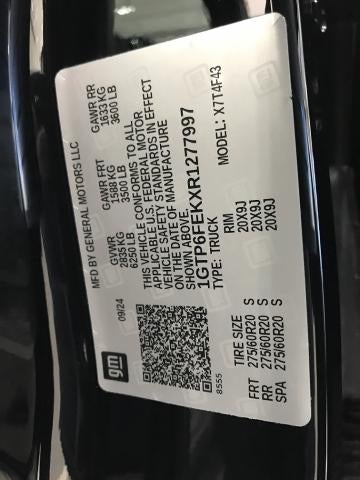 MFD BY GENERAL MOTORS LLC
09/24
GVWR
2835 KG
6250 LB
GAWR FRT
1588 KG
3500 LB
GAWR RR
1633 KG
3600 LB
THIS VEHICLE CONFORMS TO ALL
APPLICABLE U.S. FEDERAL MOTOR
VEHICLE SAFETY STANDARDS IN EFFECT
ON THE DATE OF MANUFACTURE
SHOWN ABOVE.
1GTP6FEKXR1277997
TYPE: TRUCK
MODEL: X7T4F43
gm
8555
TIRE SIZE RIM
FRT 275/60R20 S 20X9J
RR 275/60R20 S 20X9J
SPA 275/60R20 S 20X9J